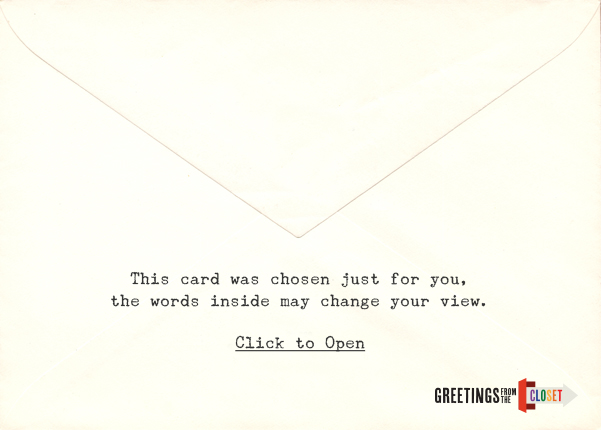 This card was chosen just for you,
the words inside may change your view.
Click to Open
GREETINGS FROM THE CLOSET